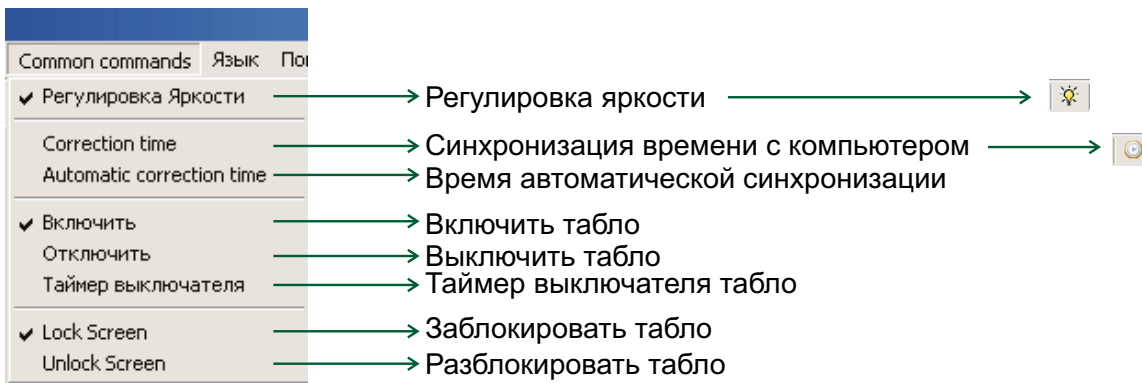 Common commands Язык
Регулировка Яркости Регулировка яркости
Correction time Синхронизация времени с компьютером
Automatic correction time Время автоматической синхронизации
Включить Включить табло
Отключить Выключить табло
Таймер выключателя Таймер выключателя табло
Lock Screen Заблокировать табло
Unlock Screen Разблокировать табло